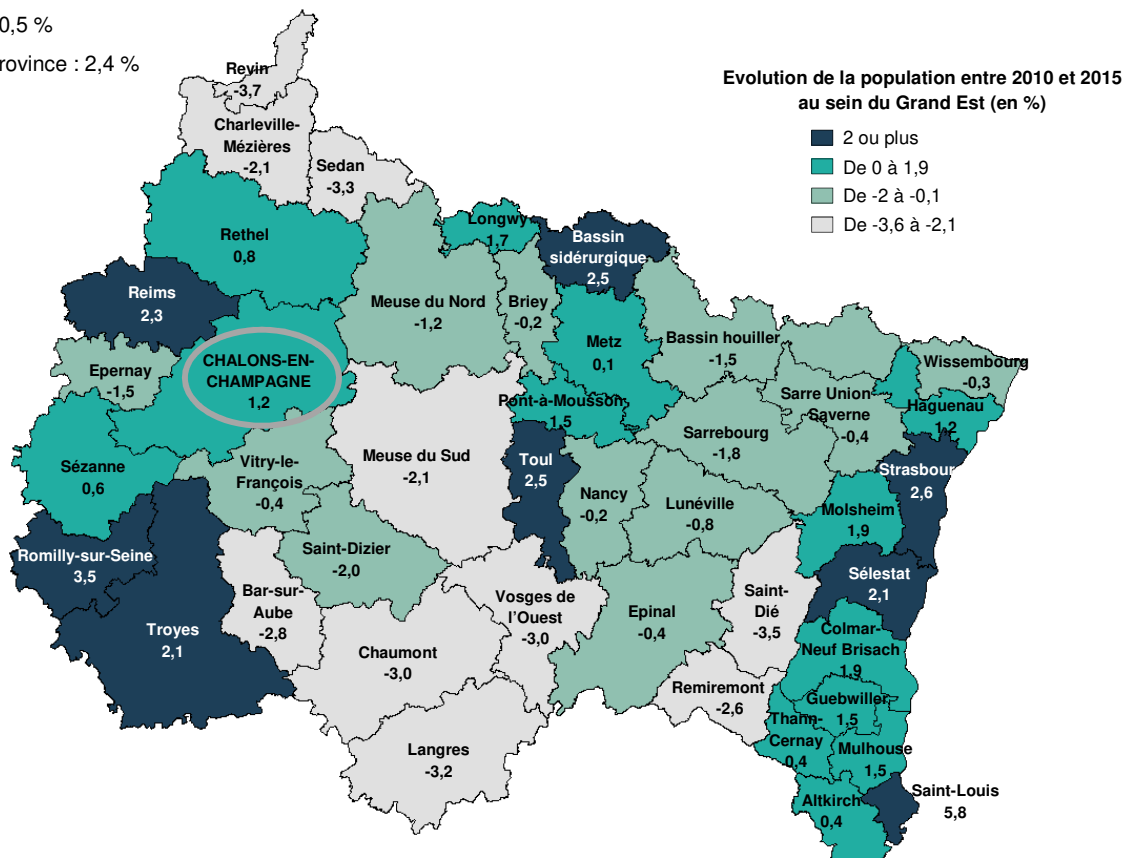 0,5 %
rovince : 2,4 %
Evolution de la population entre 2010 et 2015
au sein du Grand Est (en %)
2 ou plus
De 0 à 1,9
De -2 à -0,1
De -3,6 à -2,1
Revin
-3,7
Charleville-
Mézières
-2,1
Sedan
-3,3
Rethel
0,8
Longwy
1,7
Bassin
sidérurgique
2,5
Reims
2,3
Meuse du Nord
-1,2
Briey
-0,2
Metz
0,1
Bassin houiller
-1,5
Wissembourg
-0,3
Epernay
-1,5
CHALONS-EN-
CHAMPAGNE
1,2
Pont-à-Mousson
1,5
Sarre Union-
Saverne
-0,4
Haguenau
1,2
Sézanne
0,6
Vitry-le-
François
-0,4
Meuse du Sud
-2,1
Toul
2,5
Nancy
-0,2
Sarrebourg
-1,8
Lunéville
-0,8
Strasbour
2,6
Molsheim
1,9
Romilly-sur-Seine
3,5
Saint-Dizier
-2,0
Sélestat
2,1
Troyes
2,1
Bar-sur-
Aube
-2,8
Vosges de
l'Ouest
-3,0
Epinal
-0,4
Saint-
Dié
-3,5
Colmar-
Neuf Brisach
1,9
Chaumont
-3,0
Remiremont
-2,6
Guebwiller
1,5
Thann-
Cernay
0,4
Mulhouse
1,5
Langres
-3,2
Altkirch
0,4
Saint-Louis
5,8